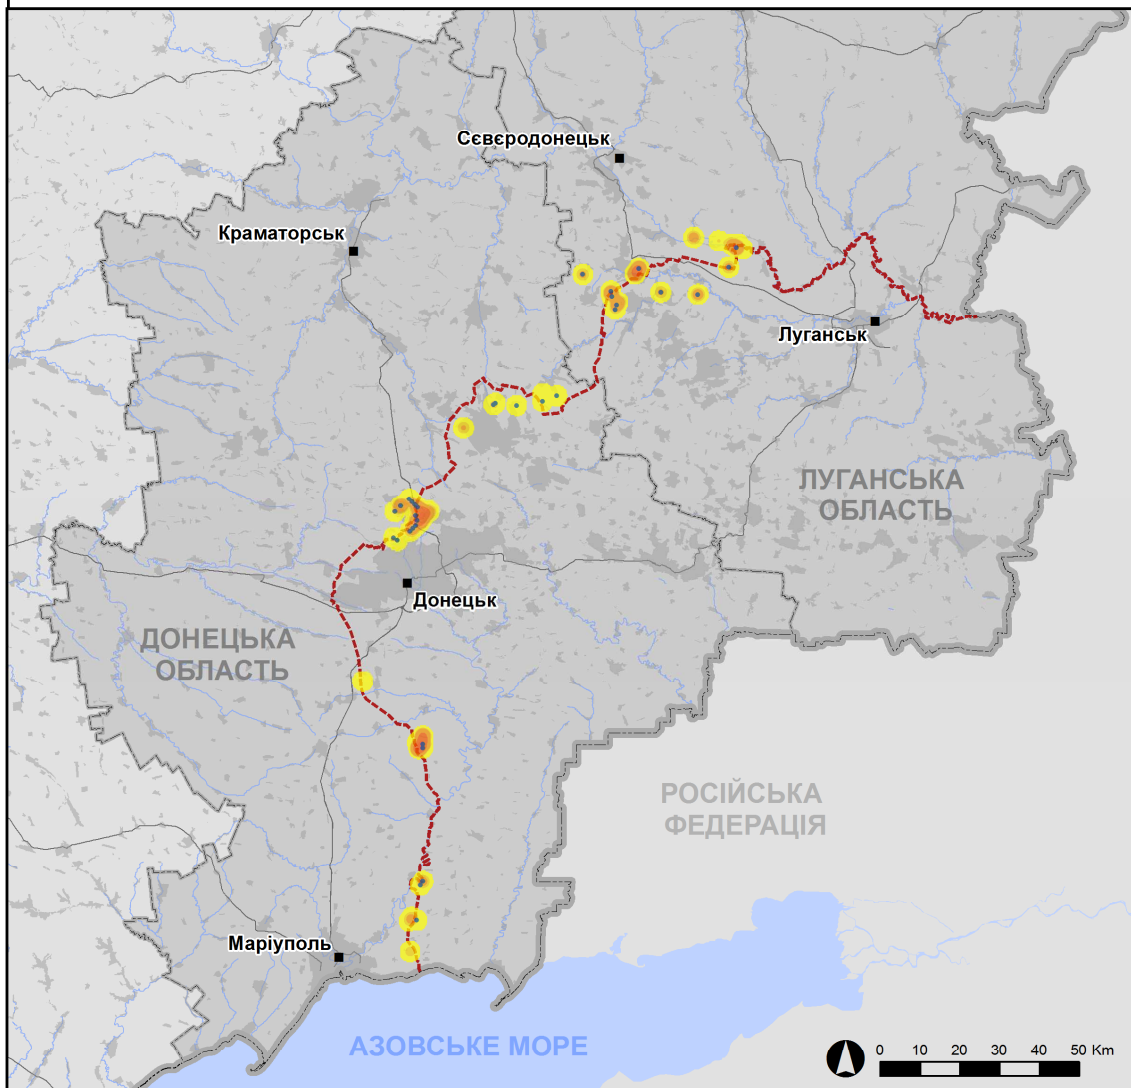 Сєвєродонецьк
Краматорськ
Луганськ
ЛУГАНСЬКА
ОБЛАСТЬ
Донецьк
ДОНЕЦЬКА
ОБЛАСТЬ
РОСІЙСЬКА
ФЕДЕРАЦІЯ
Маріуполь
АЗОВСЬКЕ МОРЕ
0 10 20 30 40 50 Km